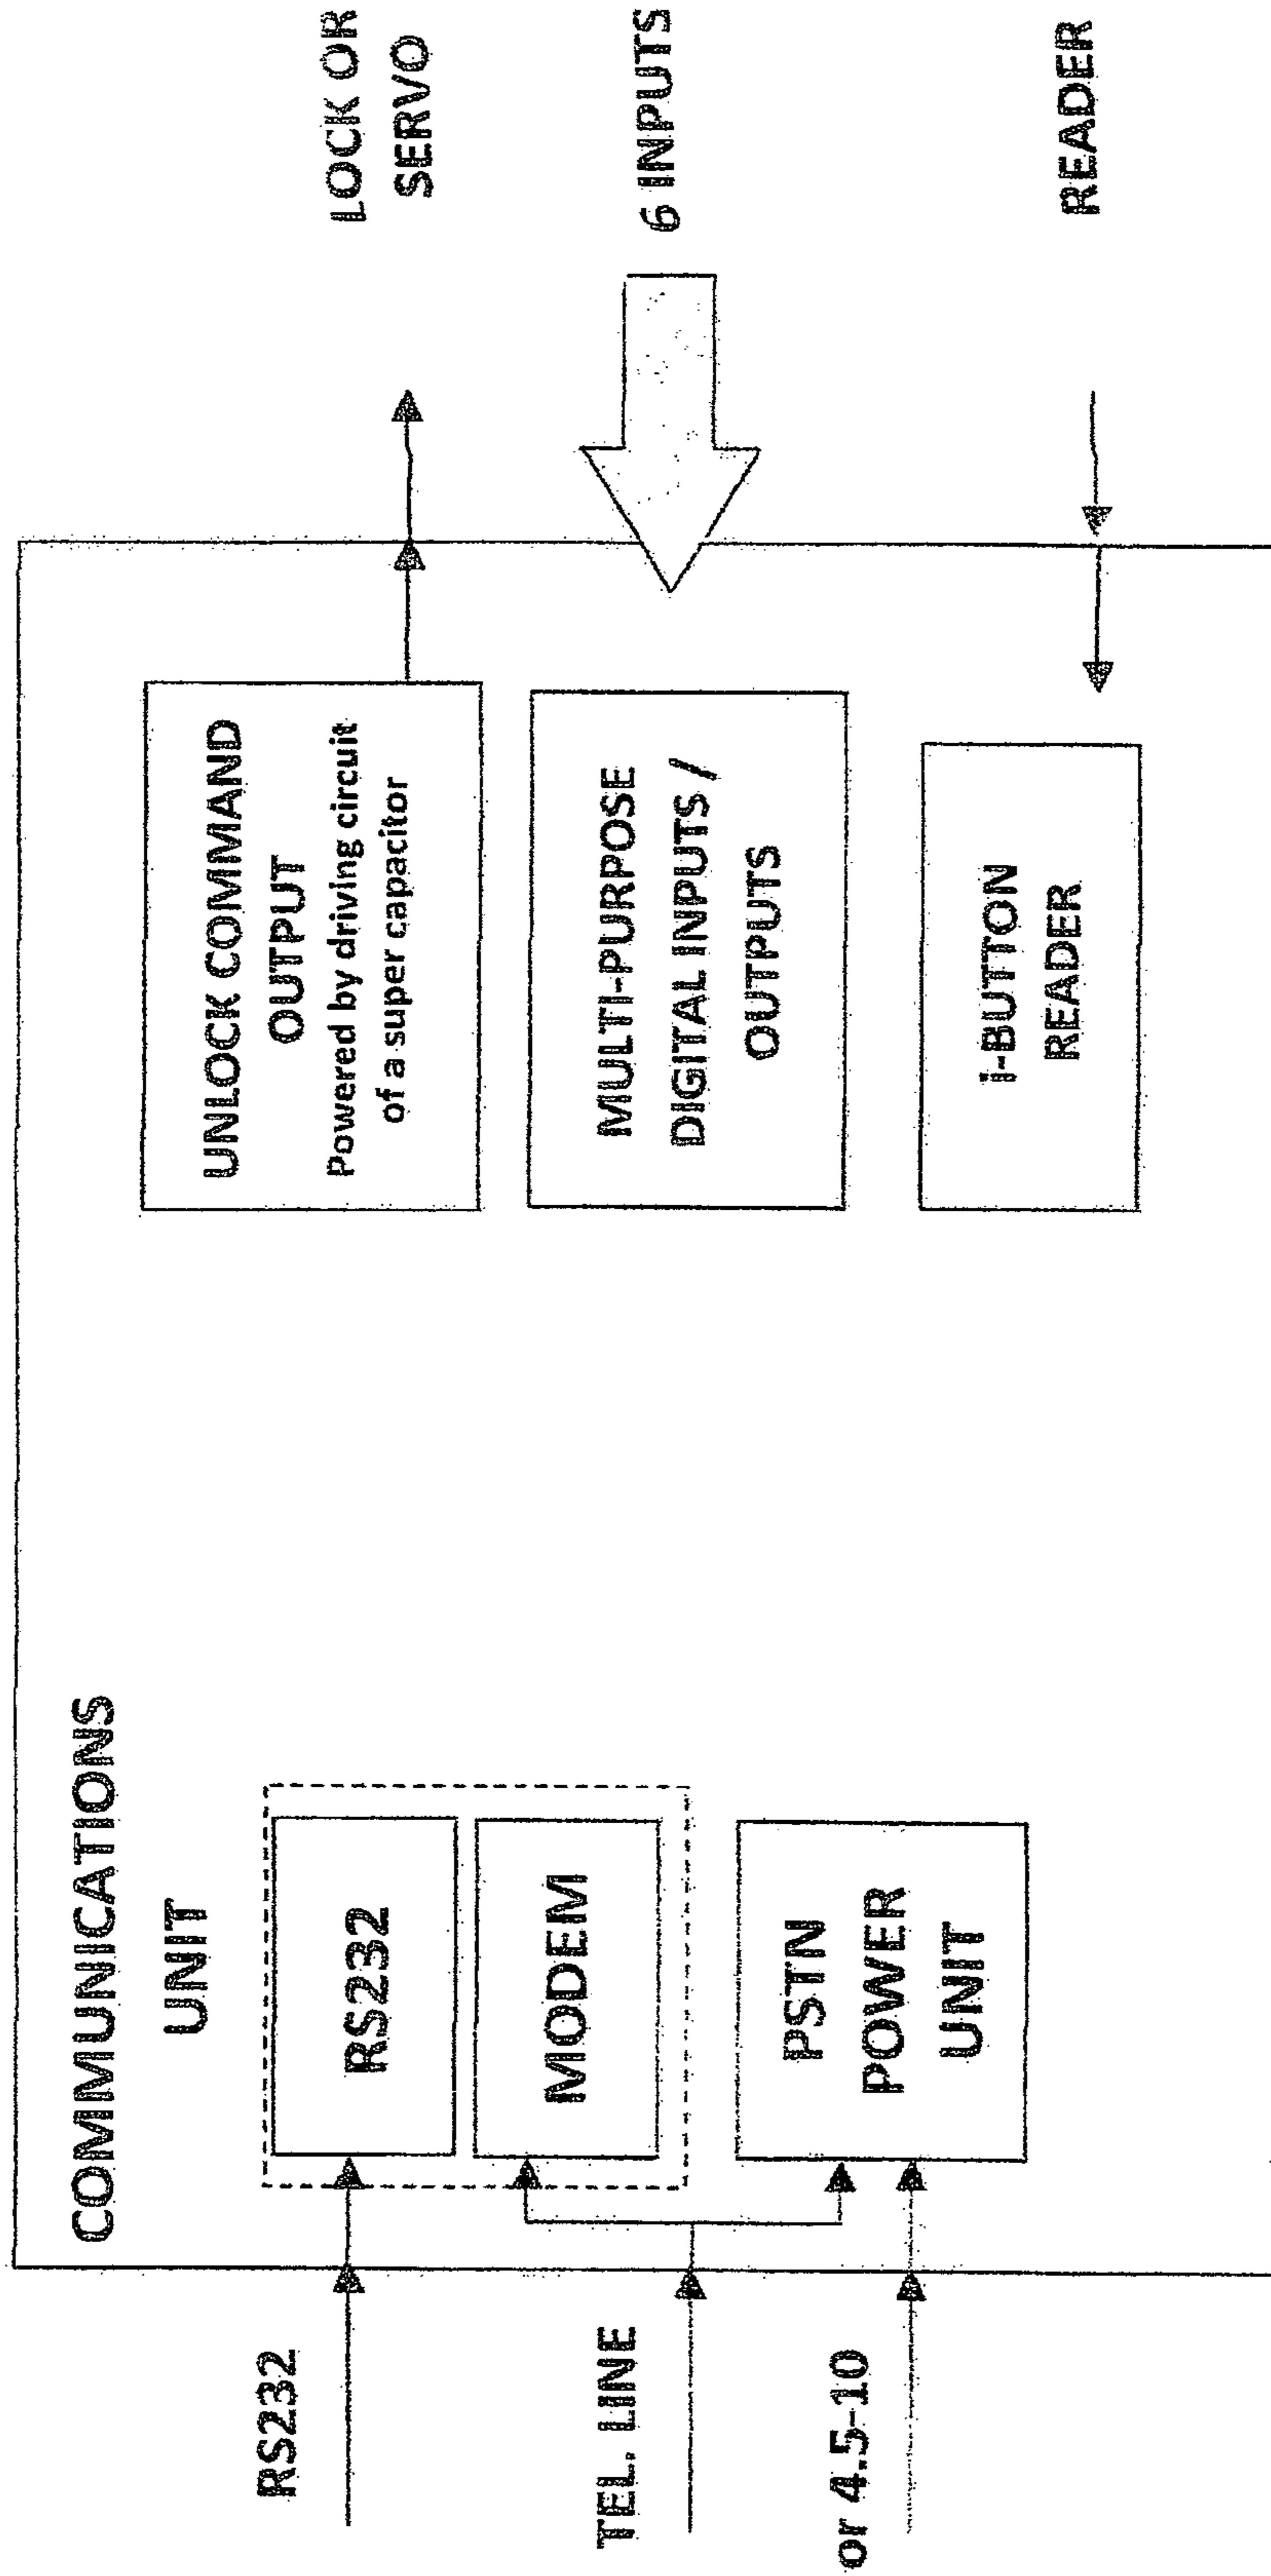 COMMUNICATIONS
UNIT
RS232
RS232
TEL. LINE
MODEM
or 4.5-10
PSTN
POWER
UNIT
UNLOCK COMMAND
OUTPUT
Powered by driving circuit
of a super capacitor
MULTI-PURPOSE
DIGITAL INPUTS /
OUTPUTS
i-BUTTON
READER
LOCK OR
SERVO
6 INPUTS
READER